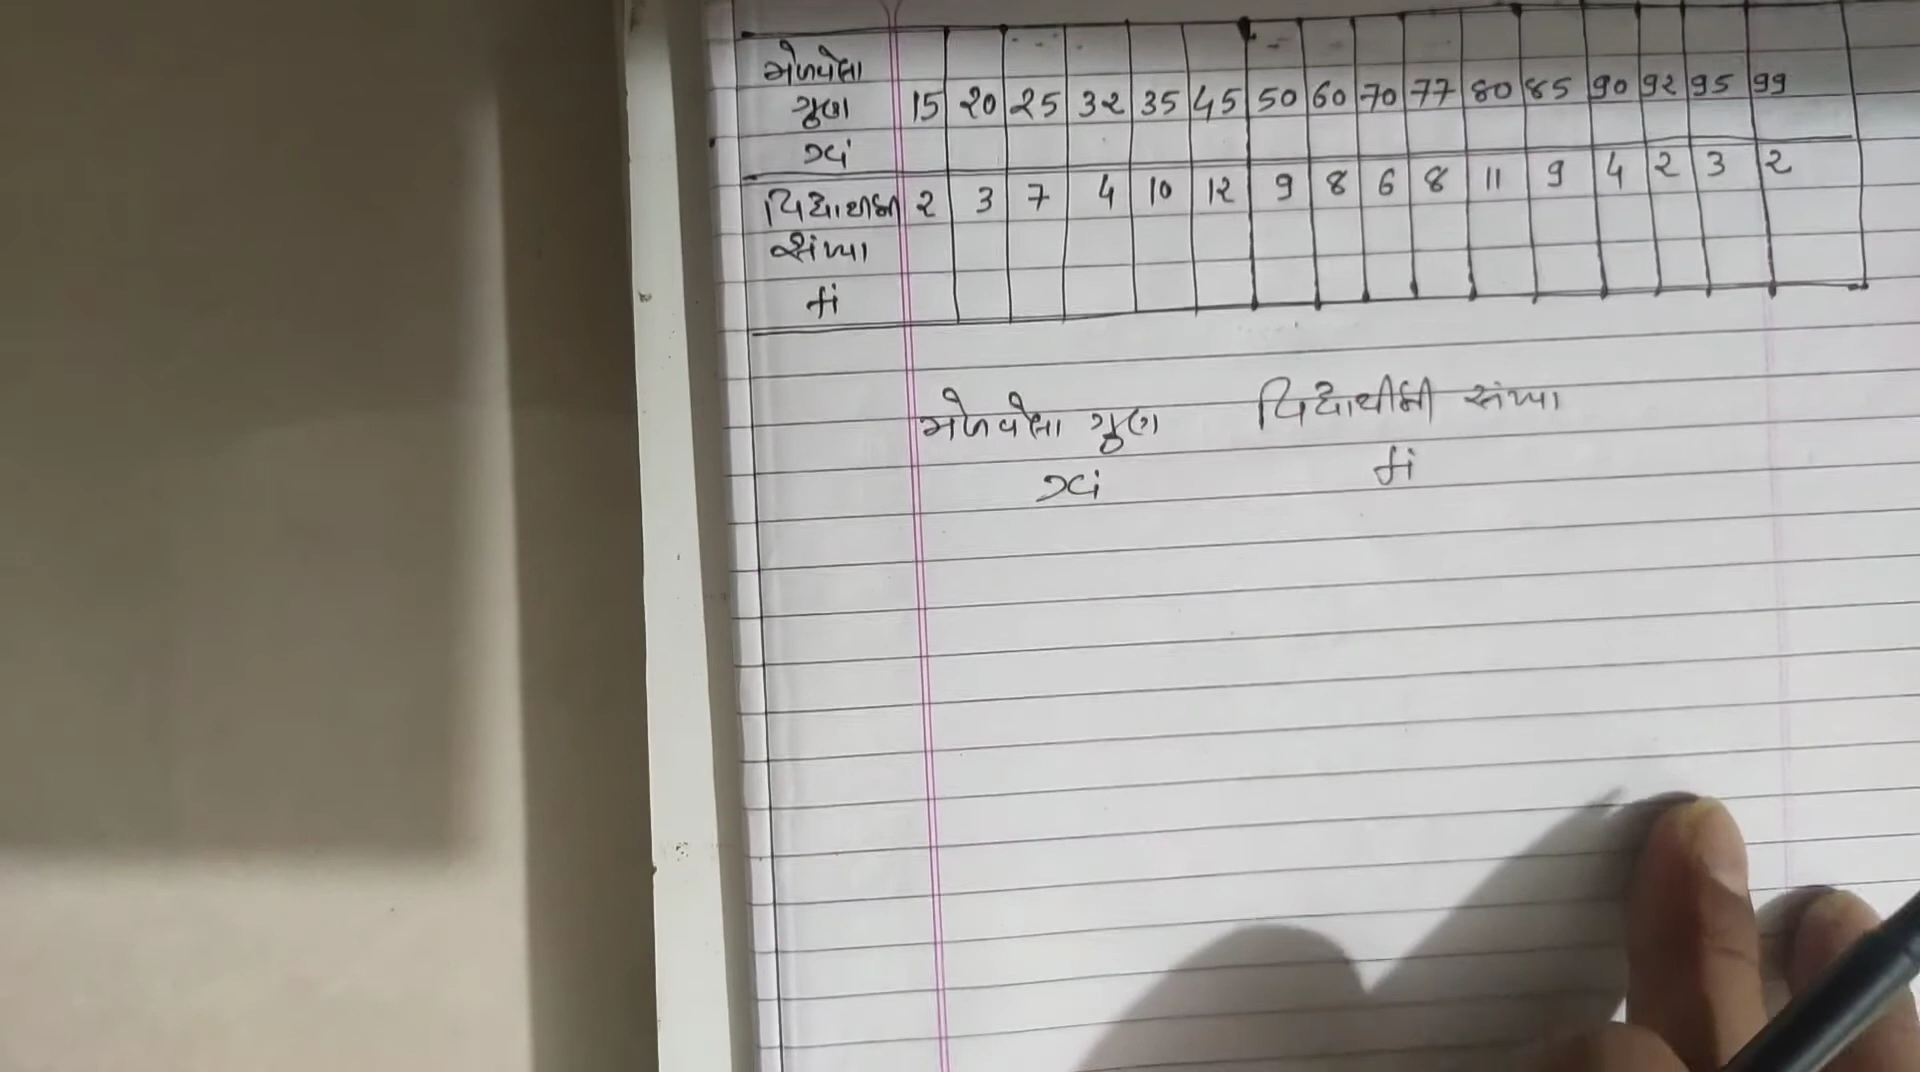 મેળવેલા
ગુણ 15 20 25 32 35 45 50 60 70 77 80 85 90 92 95 99
xi
વિદ્યાર્થીની 2 3 7 4 10 12 9 8 6 8 11 9 4 2 3 2
સંખ્યા
fi
મેળવેલા ગુણ વિદ્યાર્થીની સંખ્યા
xi fi